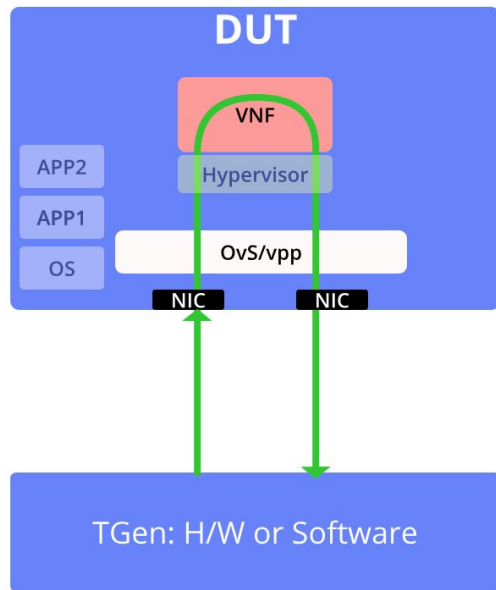 DUT
VNF
APP2
Hypervisor
APP1
OvS/vpp
OS
NIC
NIC
TGen: H/W or Software